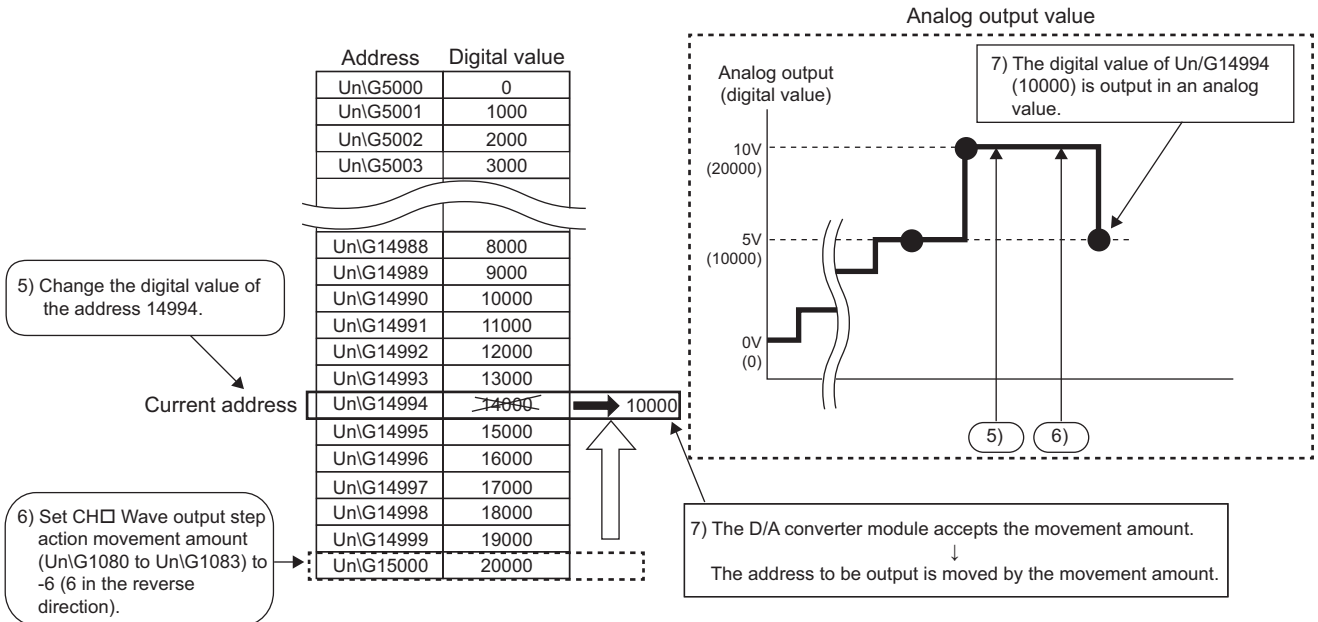 Analog output value
Address Digital value
Un\G5000 0
Un\G5001 1000
Un\G5002 2000
Un\G5003 3000
Un\G14988 8000
Un\G14989 9000
Un\G14990 10000
Un\G14991 11000
Un\G14992 12000
Un\G14993 13000
Current address Un\G14994 14000 10000
Un\G14995 15000
Un\G14996 16000
Un\G14997 17000
Un\G14998 18000
Un\G14999 19000
Un\G15000 20000
5) Change the digital value of
the address 14994.
6) Set CH□ Wave output step
action movement amount
(Un\G1080 to Un\G1083) to
-6 (6 in the reverse
direction).
Analog output
(digital value)
10V
(20000)
5V
(10000)
0V
(0)
5) 6)
7) The digital value of Un/G14994
(10000) is output in an analog
value.
7) The D/A converter module accepts the movement amount.
↓
The address to be output is moved by the movement amount.